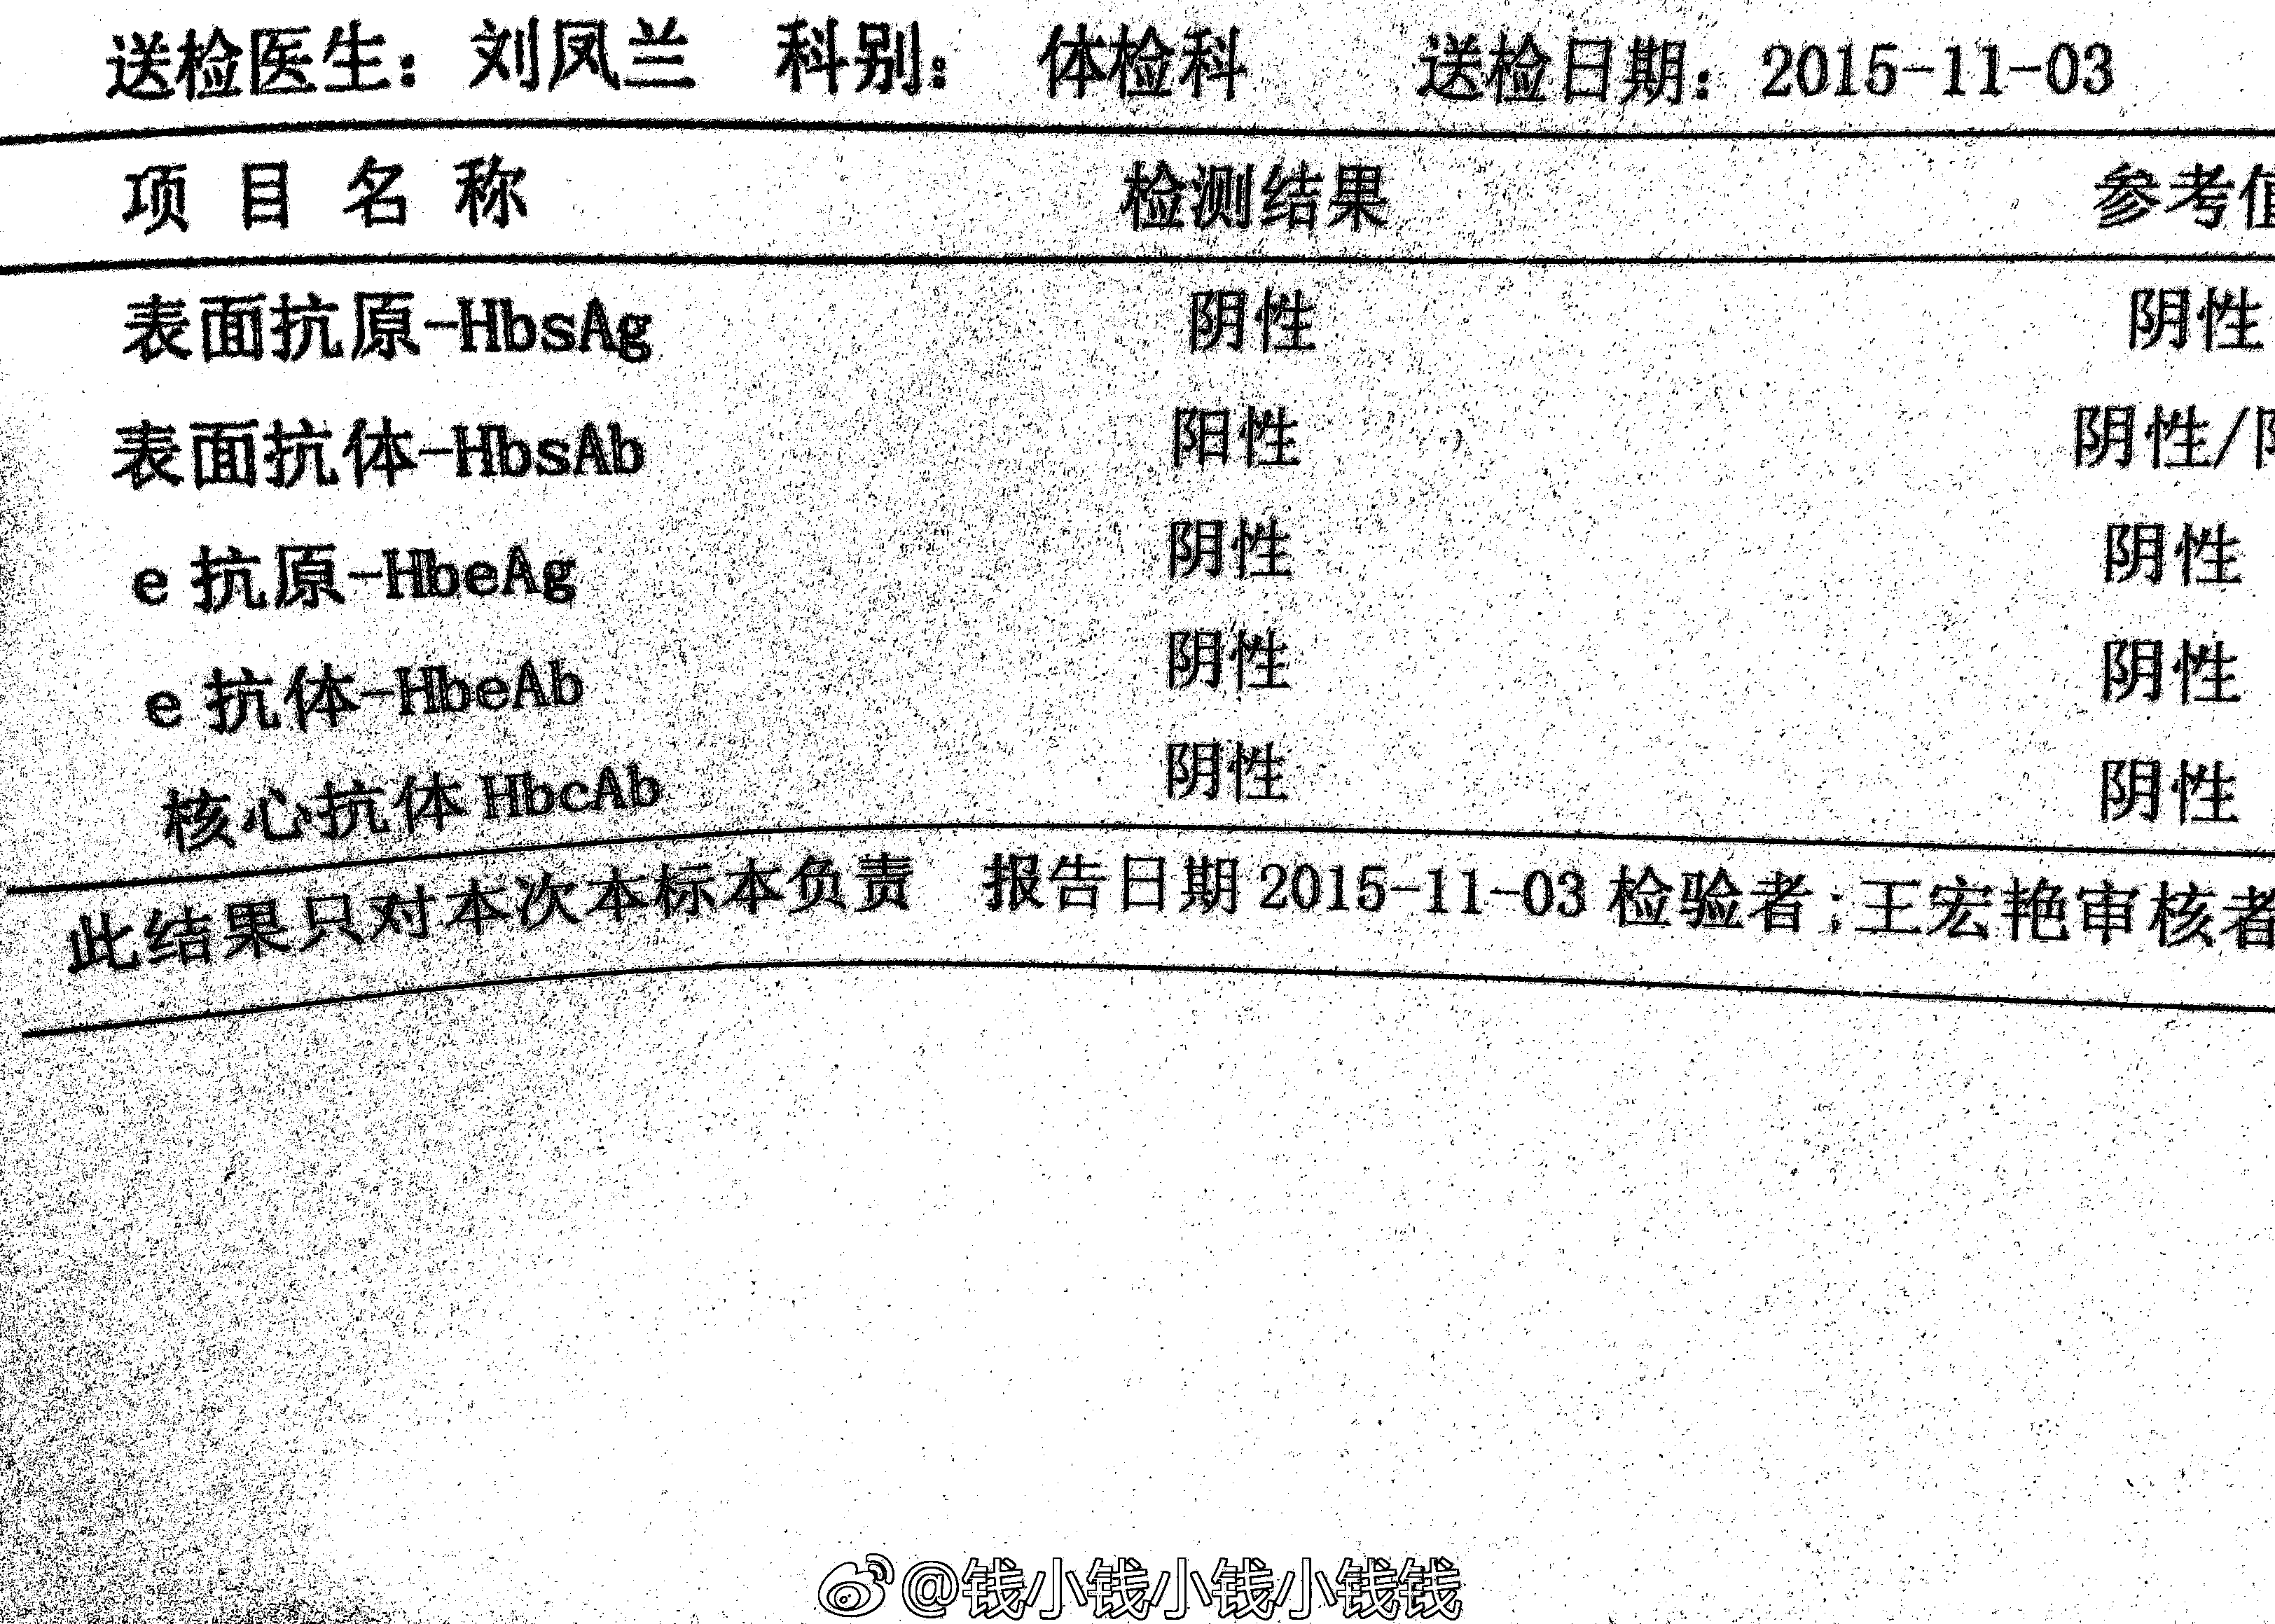 送检医生：刘凤兰 科别： 体检科 送检日期：2015-11-03
项 目 名 称 检测结果 参考值
表面抗原-HbsAg 阴性 阴性
表面抗体-HbsAb 阳性 阴性/阳
e 抗原-HbeAg 阴性 阴性
e 抗体-HbeAb 阴性 阴性
核心抗体 HbcAb 阴性 阴性
此结果只对本次本标本负责 报告日期 2015-11-03 检验者：王宏艳审核者
@钱小钱小钱小钱钱